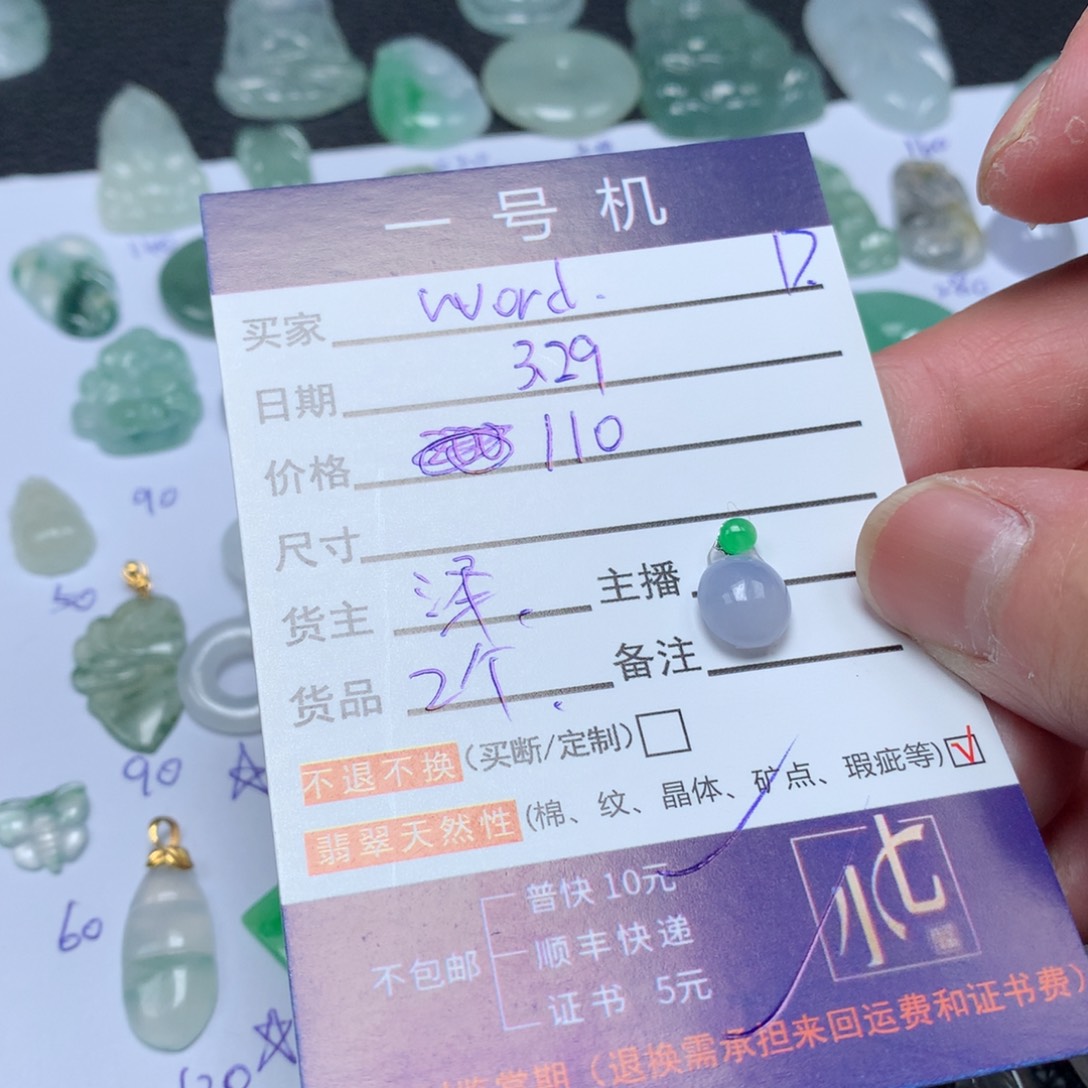 一号机
买家 Word. D.
日期 3.29
价格 110
尺寸
货主 泽. 主播
货品 2个. 备注
不退不换(买断/定制)
翡翠天然性(棉、纹、晶体、矿点、瑕疵等)
普快 10元
不包邮 顺丰快递
证书 5元
赏期(退换需承担来回运费和证书费)
90
50
90
60